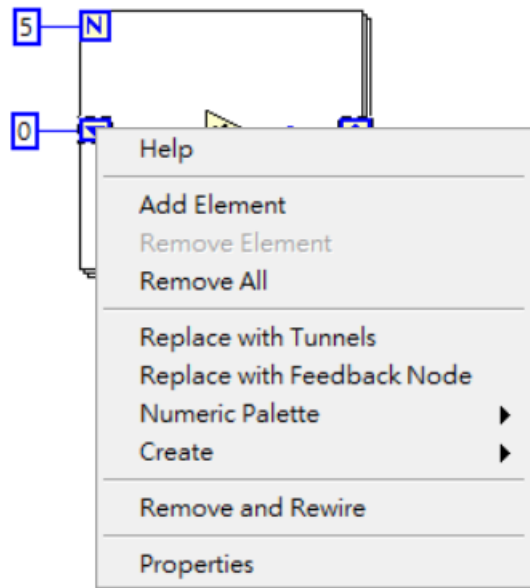 5
N
0
Help
Add Element
Remove Element
Remove All
Replace with Tunnels
Replace with Feedback Node
Numeric Palette
Create
Remove and Rewire
Properties